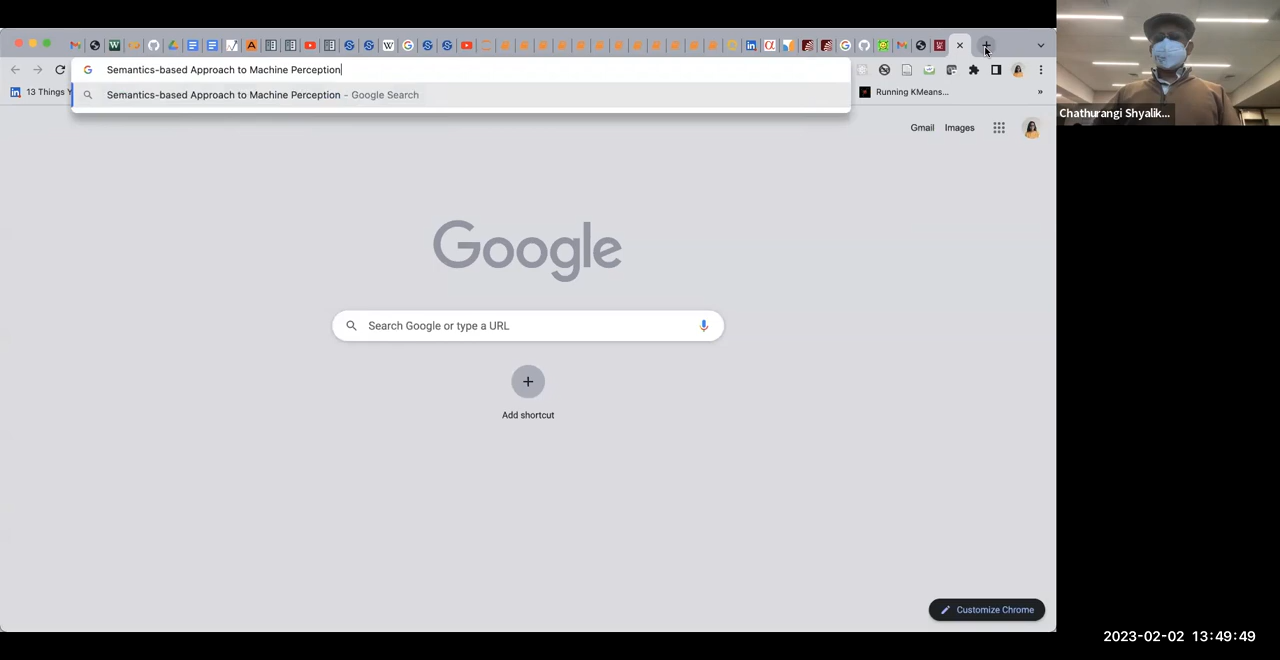 Semantics-based Approach to Machine Perception
Semantics-based Approach to Machine Perception - Google Search
13 Things Y
Running KMeans...
»
Gmail Images
Google
Search Google or type a URL
Add shortcut
Customize Chrome
Chathurangi Shyalik...
2023-02-02 13:49:49